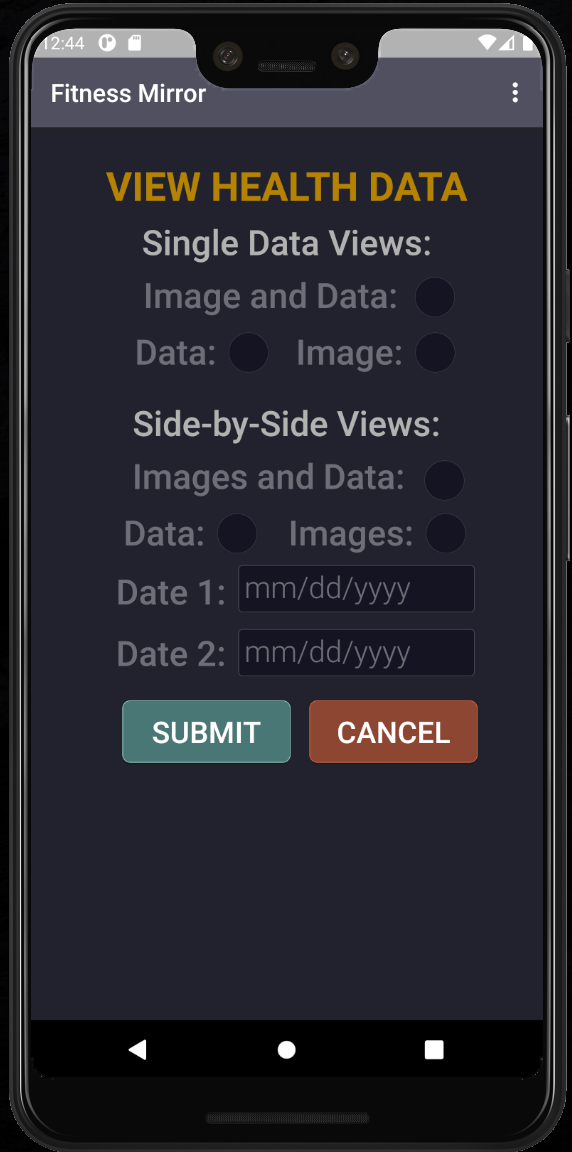 12:44
Fitness Mirror
VIEW HEALTH DATA
Single Data Views:
Image and Data:
Data: Image:
Side-by-Side Views:
Images and Data:
Data: Images:
Date 1: mm/dd/yyyy
Date 2: mm/dd/yyyy
SUBMIT CANCEL